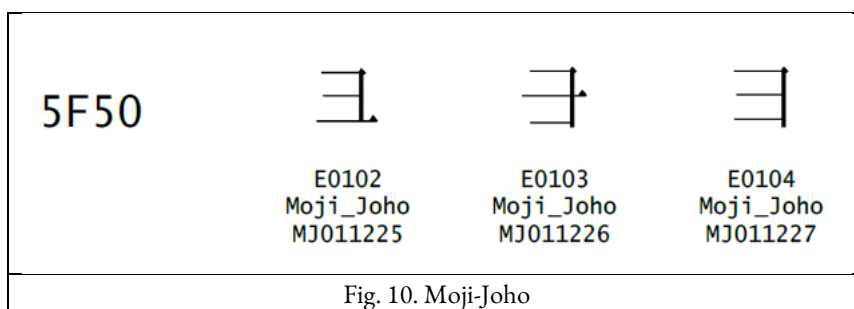 5F50 彐󠄂 彐󠄃 彐󠄄
E0102 E0103 E0104
Moji_Joho Moji_Joho Moji_Joho
MJ011225 MJ011226 MJ011227
Fig. 10. Moji-Joho